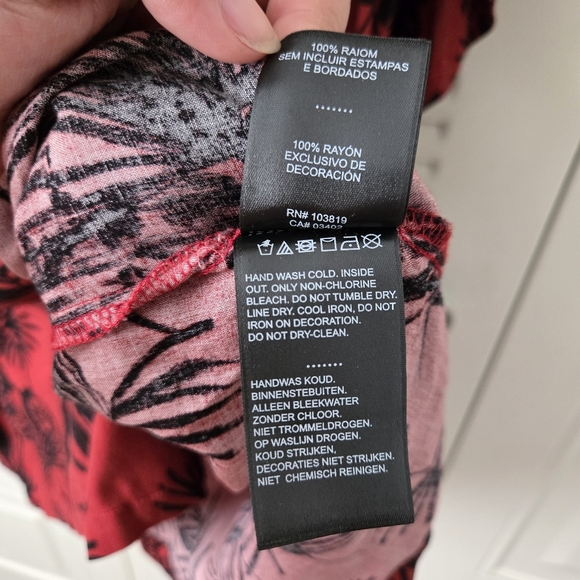 100% RAIOM
SEM INCLUIR ESTAMPAS
E BORDADOS
100% RAYÓN
EXCLUSIVO DE
DECORACIÓN
RN# 103819
CA# 03402
HAND WASH COLD. INSIDE
OUT. ONLY NON-CHLORINE
BLEACH. DO NOT TUMBLE DRY.
LINE DRY. COOL IRON, DO NOT
IRON ON DECORATION.
DO NOT DRY-CLEAN.
HANDWAS KOUD.
BINNENSTEBUITEN.
ALLEEN BLEEKWATER
ZONDER CHLOOR.
NIET TROMMELDROGEN.
OP WASLIJN DROGEN.
KOUD STRIJKEN,
DECORATIES NIET STRIJKEN.
NIET CHEMISCH REINIGEN.